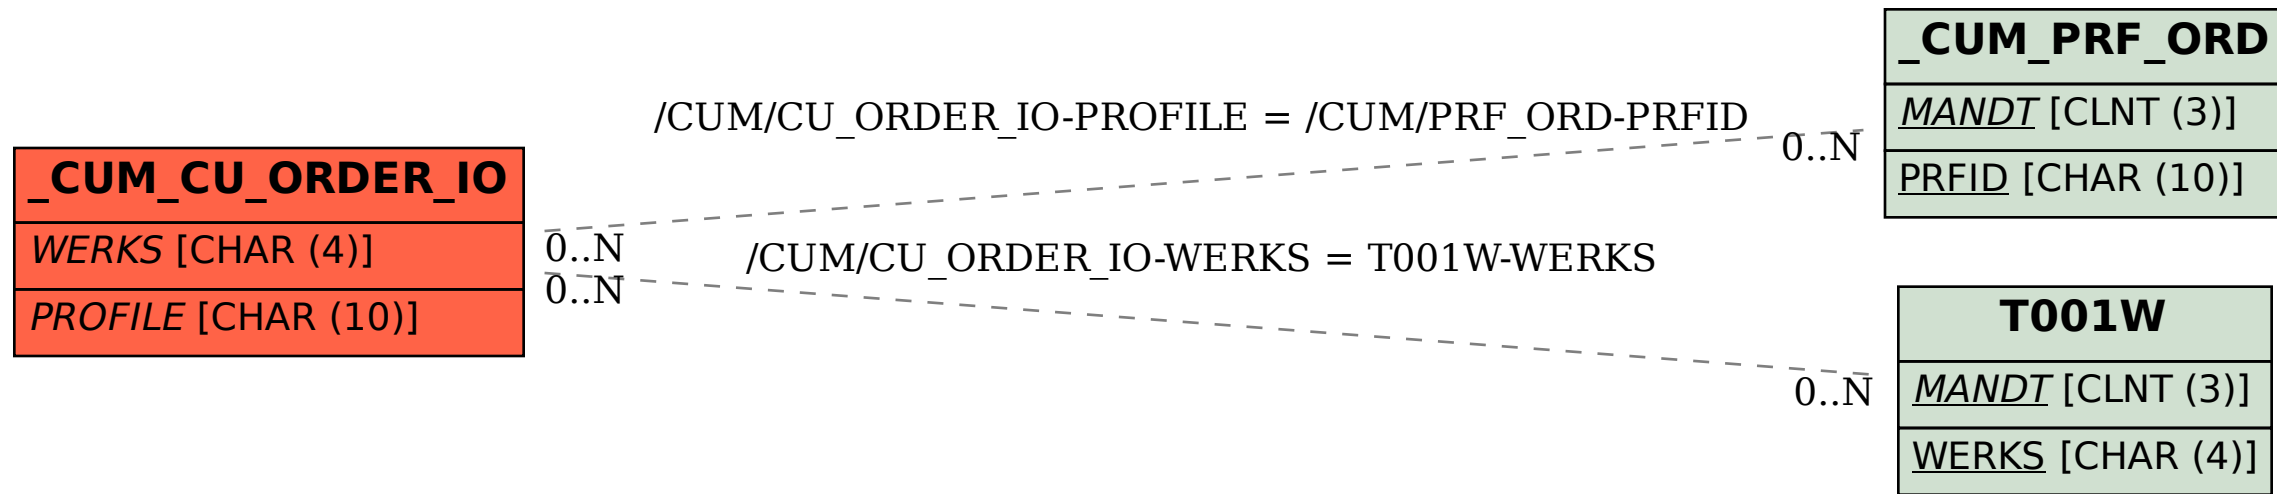 _CUM_CU_ORDER_IO
WERKS [CHAR (4)]
PROFILE [CHAR (10)]
/CUM/CU_ORDER_IO-PROFILE = /CUM/PRF_ORD-PRFID
0..N
0..N
/CUM/CU_ORDER_IO-WERKS = T001W-WERKS
0..N
0..N
_CUM_PRF_ORD
MANDT [CLNT (3)]
PRFID [CHAR (10)]
T001W
MANDT [CLNT (3)]
WERKS [CHAR (4)]